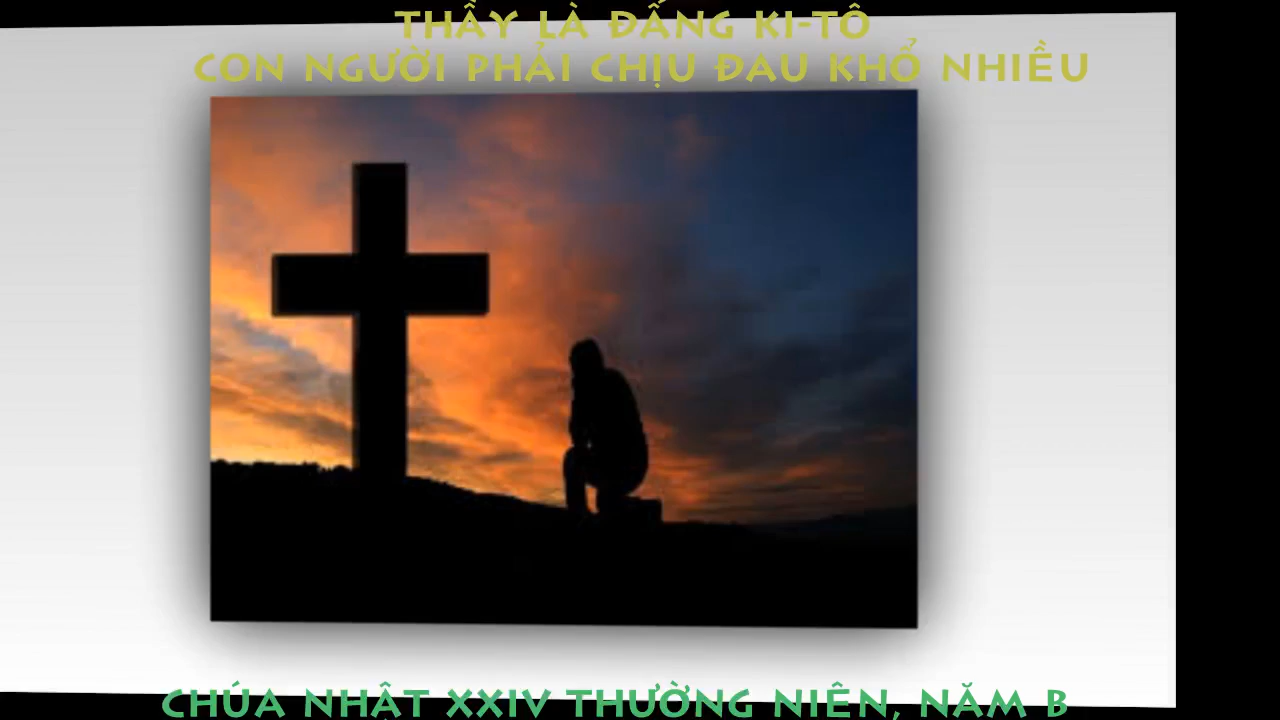 THẦY LÀ ĐẤNG KI-TÔ
CON NGƯỜI PHẢI CHỊU ĐAU KHỔ NHIỀU
CHÚA NHẬT XXIV THƯỜNG NIÊN, NĂM B